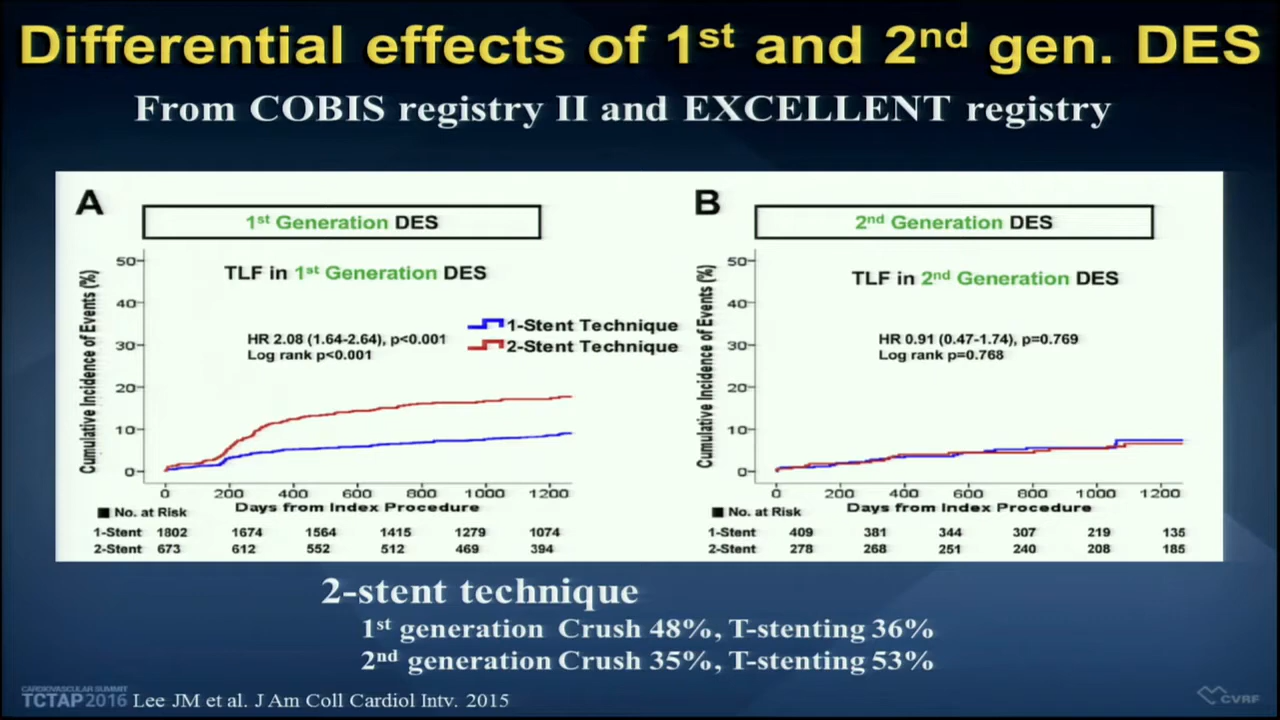 Differential effects of 1st and 2nd gen. DES
From COBIS registry II and EXCELLENT registry
A
1st Generation DES
TLF in 1st Generation DES
HR 2.08 (1.64-2.64), p<0.001
Log rank p<0.001
1-Stent Technique
2-Stent Technique
Cumulative Incidence of Events (%)
50
40
30
20
10
0
0 200 400 600 800 1000 1200
Days from Index Procedure
No. at Risk
1-Stent 1802 1674 1564 1415 1279 1074
2-Stent 673 612 552 512 469 394
B
2nd Generation DES
TLF in 2nd Generation DES
HR 0.91 (0.47-1.74), p=0.769
Log rank p=0.768
Cumulative Incidence of Events (%)
50
40
30
20
10
0
0 200 400 600 800 1000 1200
Days from Index Procedure
No. at Risk
1-Stent 409 381 344 307 219 135
2-Stent 278 268 251 240 208 185
2-stent technique
1st generation Crush 48%, T-stenting 36%
2nd generation Crush 35%, T-stenting 53%
CARDIOVASCULAR SUMMIT
TCTAP2016 Lee JM et al. J Am Coll Cardiol Intv. 2015
CVRF